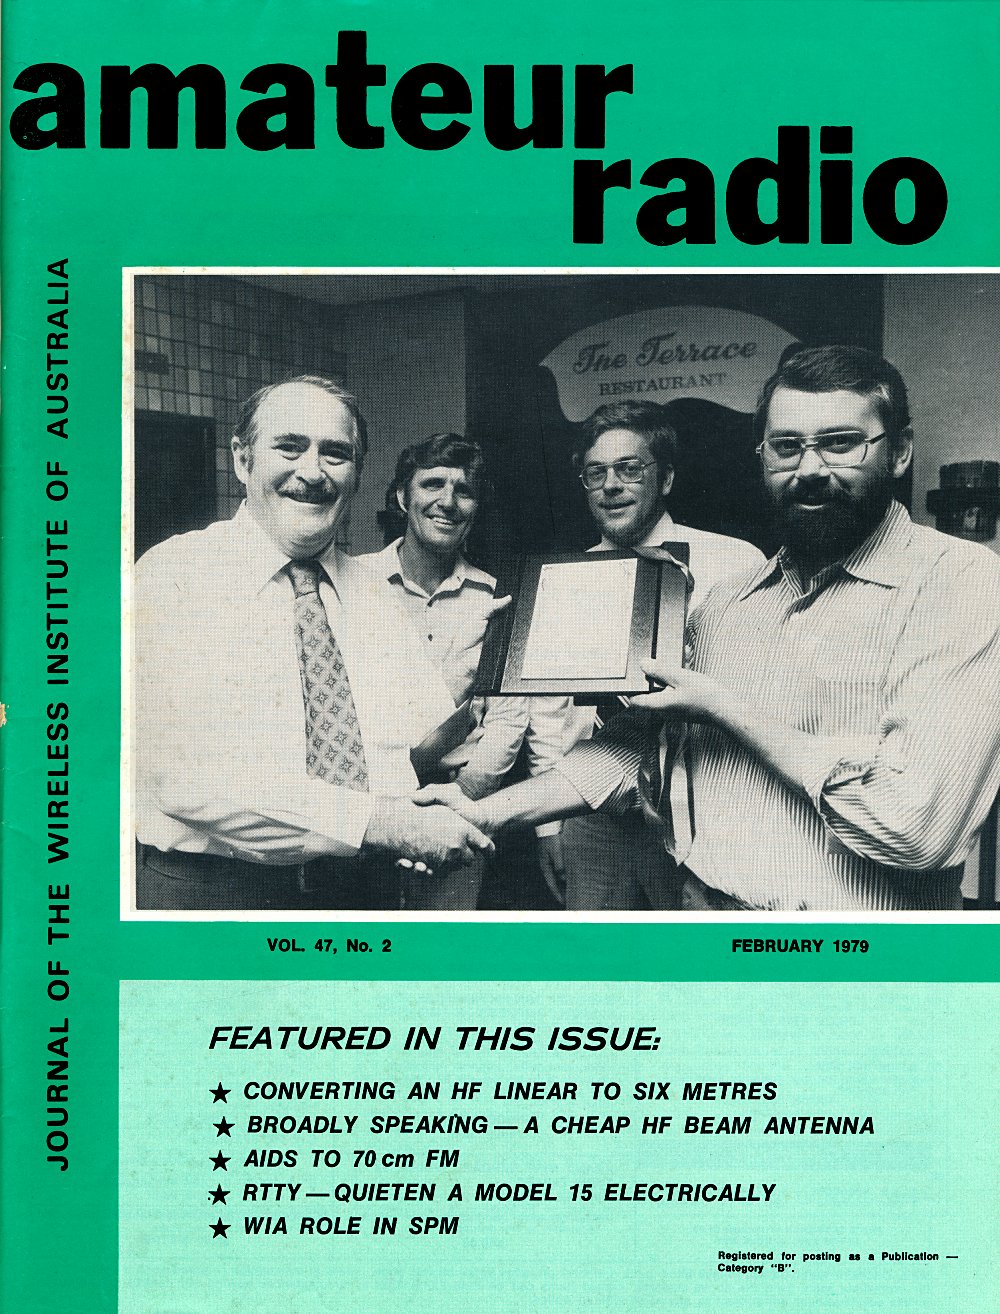 amateur
radio
JOURNAL OF THE WIRELESS INSTITUTE OF AUSTRALIA
The Terrace
RESTAURANT
VOL. 47, No. 2
FEBRUARY 1979
FEATURED IN THIS ISSUE:
★ CONVERTING AN HF LINEAR TO SIX METRES
★ BROADLY SPEAKING — A CHEAP HF BEAM ANTENNA
★ AIDS TO 70 cm FM
★ RTTY — QUIETEN A MODEL 15 ELECTRICALLY
★ WIA ROLE IN SPM
Registered for posting as a Publication —
Category "B".